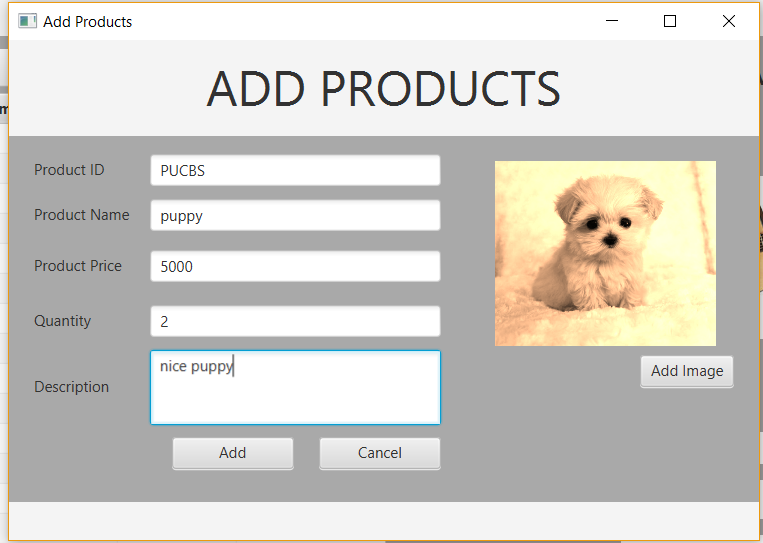 Add Products
ADD PRODUCTS
Product ID PUCBS
Product Name puppy
Product Price 5000
Quantity 2
Description nice puppy
Add Image
Add Cancel